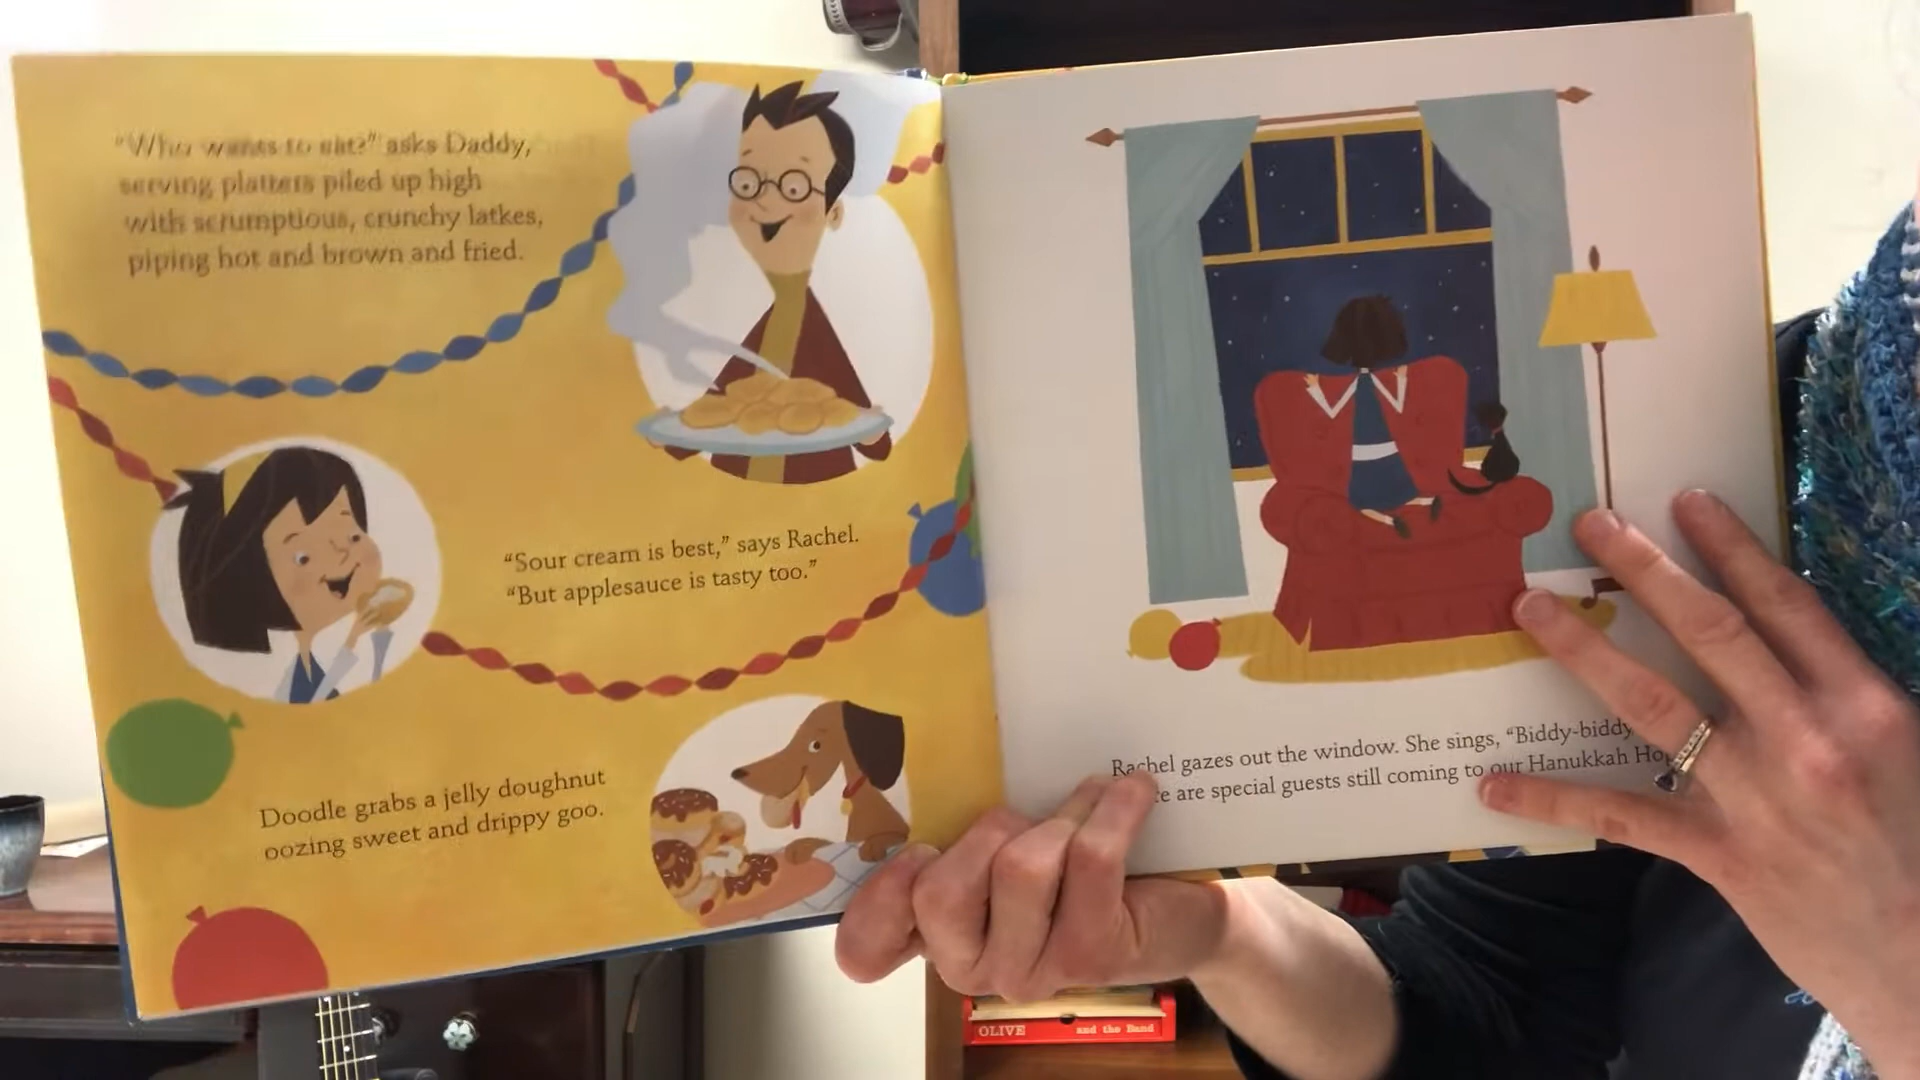 “Who wants to eat?” asks Daddy,
serving platters piled up high
with scrumptious, crunchy latkes,
piping hot and brown and fried.
“Sour cream is best,” says Rachel.
“But applesauce is tasty too.”
Doodle grabs a jelly doughnut
oozing sweet and drippy goo.
Rachel gazes out the window. She sings, “Biddy-biddy
are special guests still coming to our Hanukkah
OLIVE and the Band